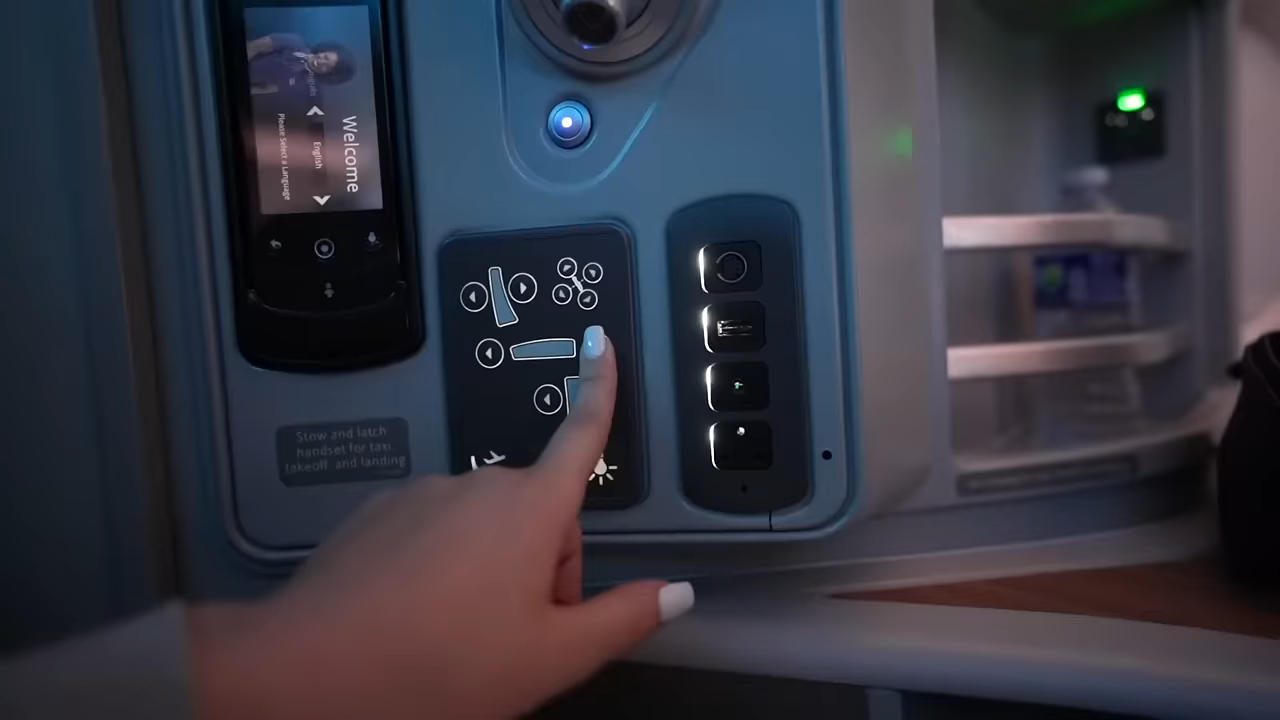 Welcome
English
Please Select a Language
Stow and latch
handset for taxi
takeoff and landing